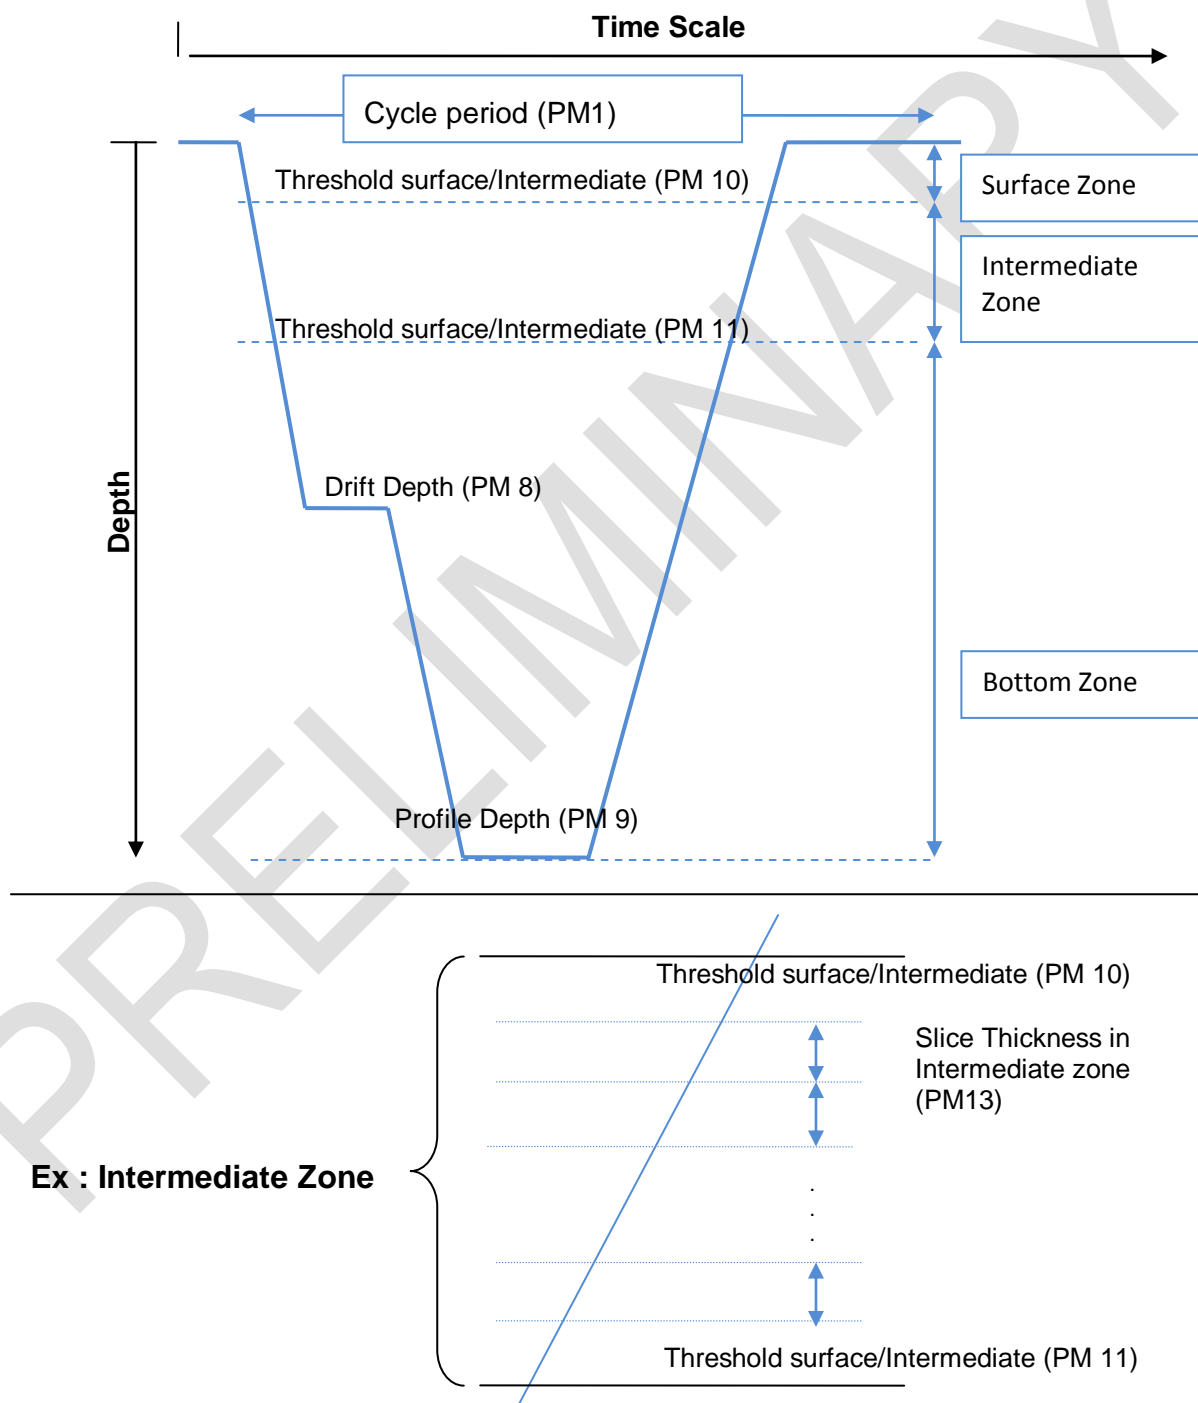 Time Scale
Cycle period (PM1)
Threshold surface/Intermediate (PM 10)
Surface Zone
Intermediate
Zone
Threshold surface/Intermediate (PM 11)
Drift Depth (PM 8)
Depth
Bottom Zone
Profile Depth (PM 9)
PRELIMINARY
Threshold surface/Intermediate (PM 10)
Slice Thickness in
Intermediate zone
(PM13)
Ex : Intermediate Zone
.
.
.
Threshold surface/Intermediate (PM 11)